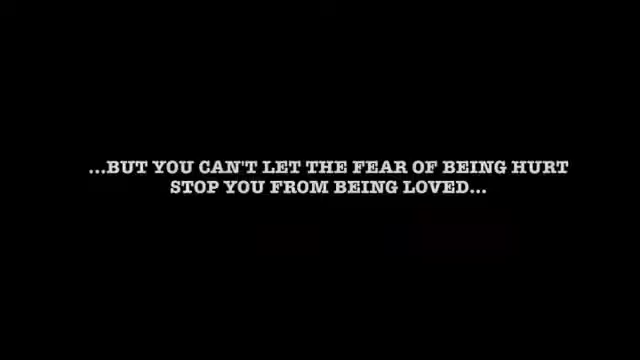 ...BUT YOU CAN'T LET THE FEAR OF BEING HURT
STOP YOU FROM BEING LOVED...